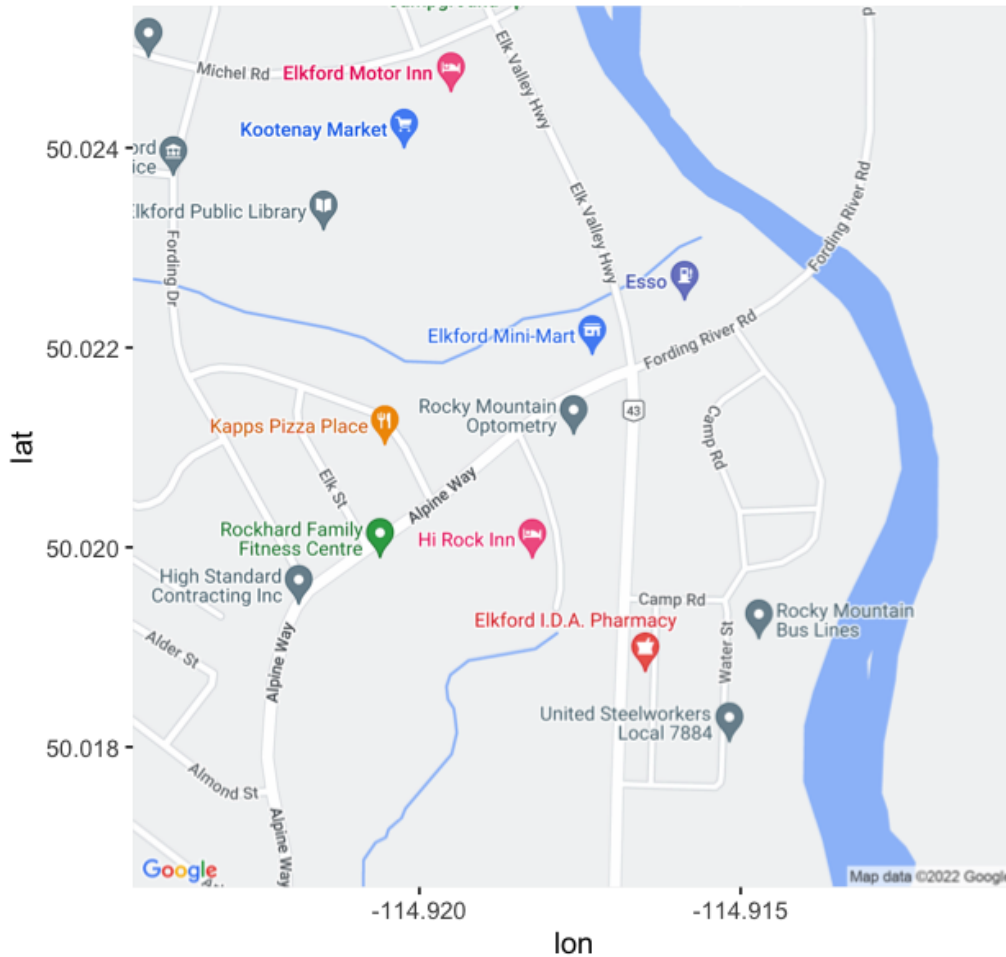 Michel Rd
Elkford Motor Inn
Elk Valley Hwy
Kootenay Market
50.024
Elkford Public Library
Elk Valley Hwy
Fording River Rd
Fording Dr
Esso
Elkford Mini-Mart
50.022
Fording River Rd
Rocky Mountain
Optometry
43
Kapps Pizza Place
Camp Rd
lat
Elk St
Alpine Way
Rockhard Family
Fitness Centre
Hi Rock Inn
50.020
High Standard
Contracting Inc
Camp Rd
Rocky Mountain
Bus Lines
Elkford I.D.A. Pharmacy
Alder St
Alpine Way
Water St
United Steelworkers
Local 7884
50.018
Almond St
Alpine Way
Google
Map data ©2022 Google
-114.920
-114.915
lon